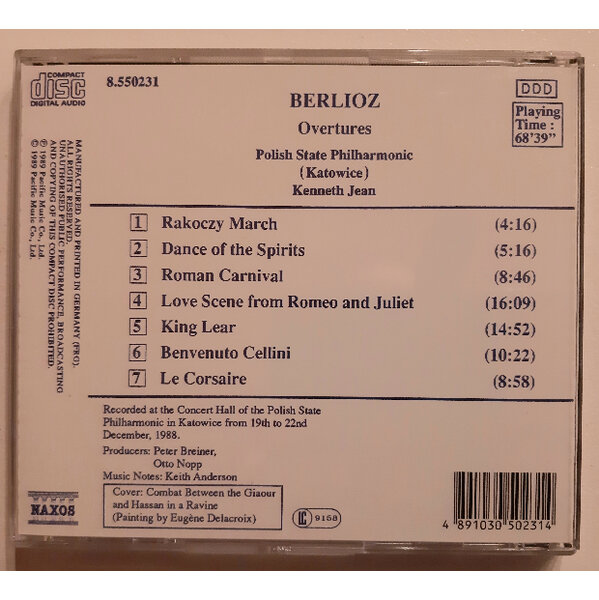 COMPACT
disc
DIGITAL AUDIO
8.550231
BERLIOZ
Overtures
DDD
Playing
Time :
68'39"
Polish State Philharmonic
(Katowice)
Kenneth Jean
1 Rakoczy March (4:16)
2 Dance of the Spirits (5:16)
3 Roman Carnival (8:46)
4 Love Scene from Romeo and Juliet (16:09)
5 King Lear (14:52)
6 Benvenuto Cellini (10:22)
7 Le Corsaire (8:58)
MANUFACTURED AND PRINTED IN GERMANY (FRG).
ALL RIGHTS RESERVED.
UNAUTHORISED PUBLIC PERFORMANCE, BROADCASTING
AND COPYING OF THIS COMPACT DISC PROHIBITED.
℗ 1989 Pacific Music Co., Ltd.
© 1989 Pacific Music Co., Ltd.
Recorded at the Concert Hall of the Polish State
Philharmonic in Katowice from 19th to 22nd
December, 1988.
Producers: Peter Breiner,
Otto Nopp
Music Notes: Keith Anderson
Cover: Combat Between the Giaour
and Hassan in a Ravine
(Painting by Eugène Delacroix)
NAXOS
LC 9158
4 891030 502314